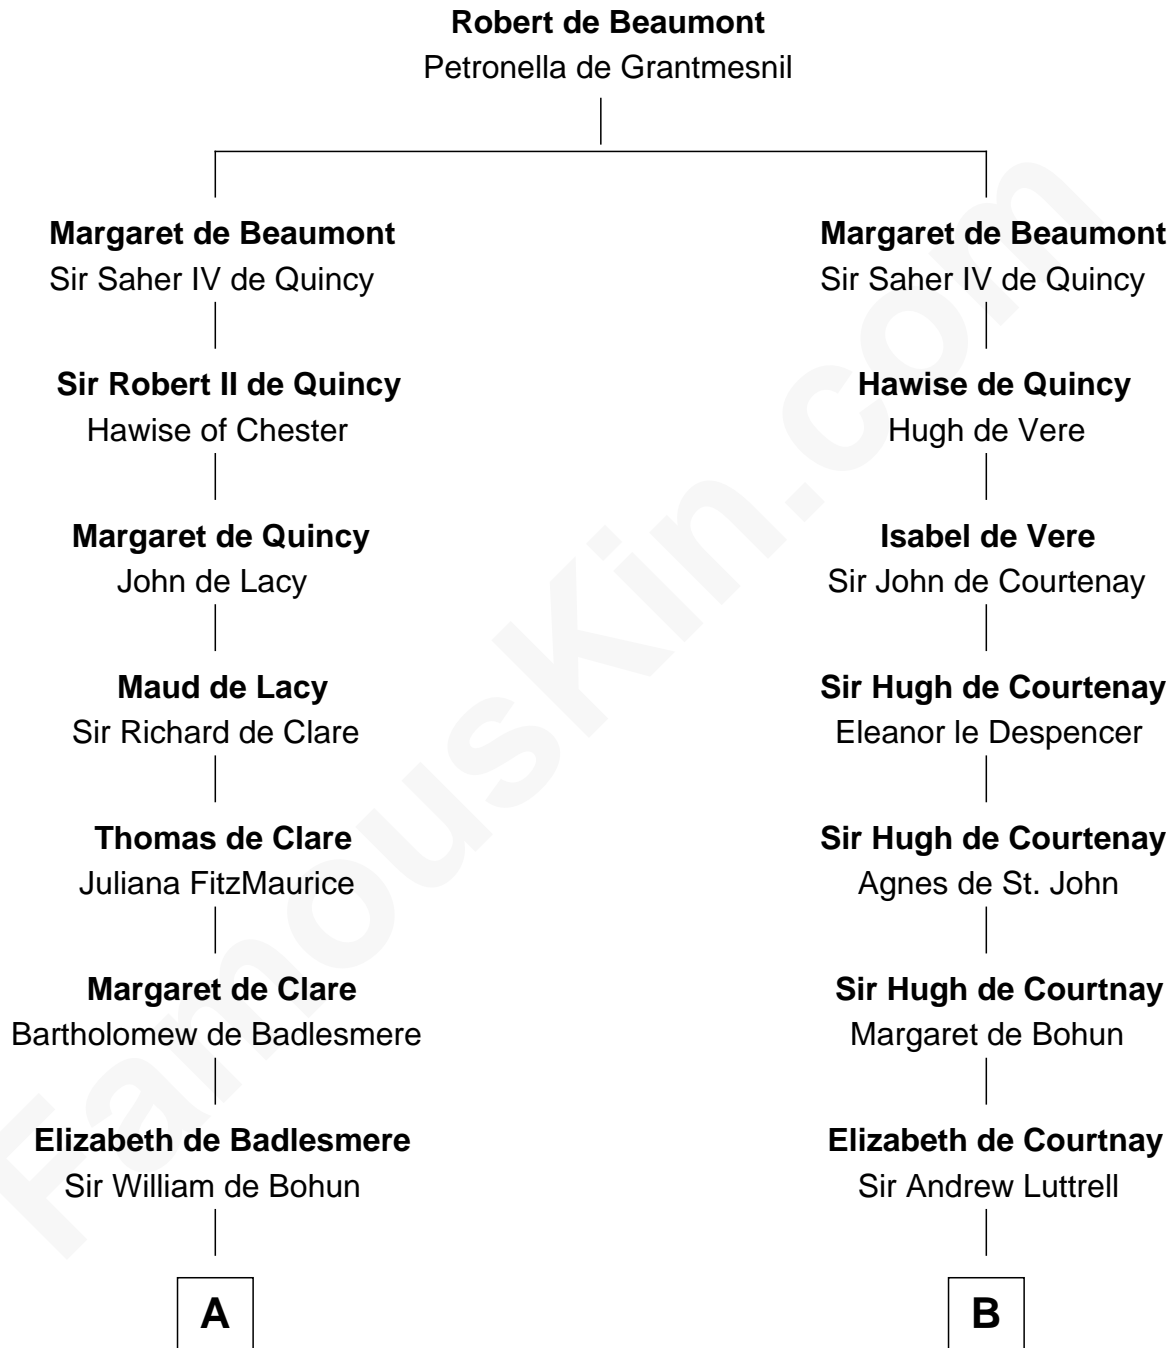 Robert de Beaumont
Petronella de Grantmesnil
Margaret de Beaumont
Sir Saher IV de Quincy
Margaret de Beaumont
Sir Saher IV de Quincy
Sir Robert II de Quincy
Hawise of Chester
Hawise de Quincy
Hugh de Vere
Margaret de Quincy
John de Lacy
Isabel de Vere
Sir John de Courtenay
Maud de Lacy
Sir Richard de Clare
Sir Hugh de Courtenay
Eleanor le Despencer
Thomas de Clare
Juliana FitzMaurice
Sir Hugh de Courtenay
Agnes de St. John
Margaret de Clare
Bartholomew de Badlesmere
Sir Hugh de Courtnay
Margaret de Bohun
Elizabeth de Badlesmere
Sir William de Bohun
Elizabeth de Courtnay
Sir Andrew Luttrell
A
B
FamousKin.com